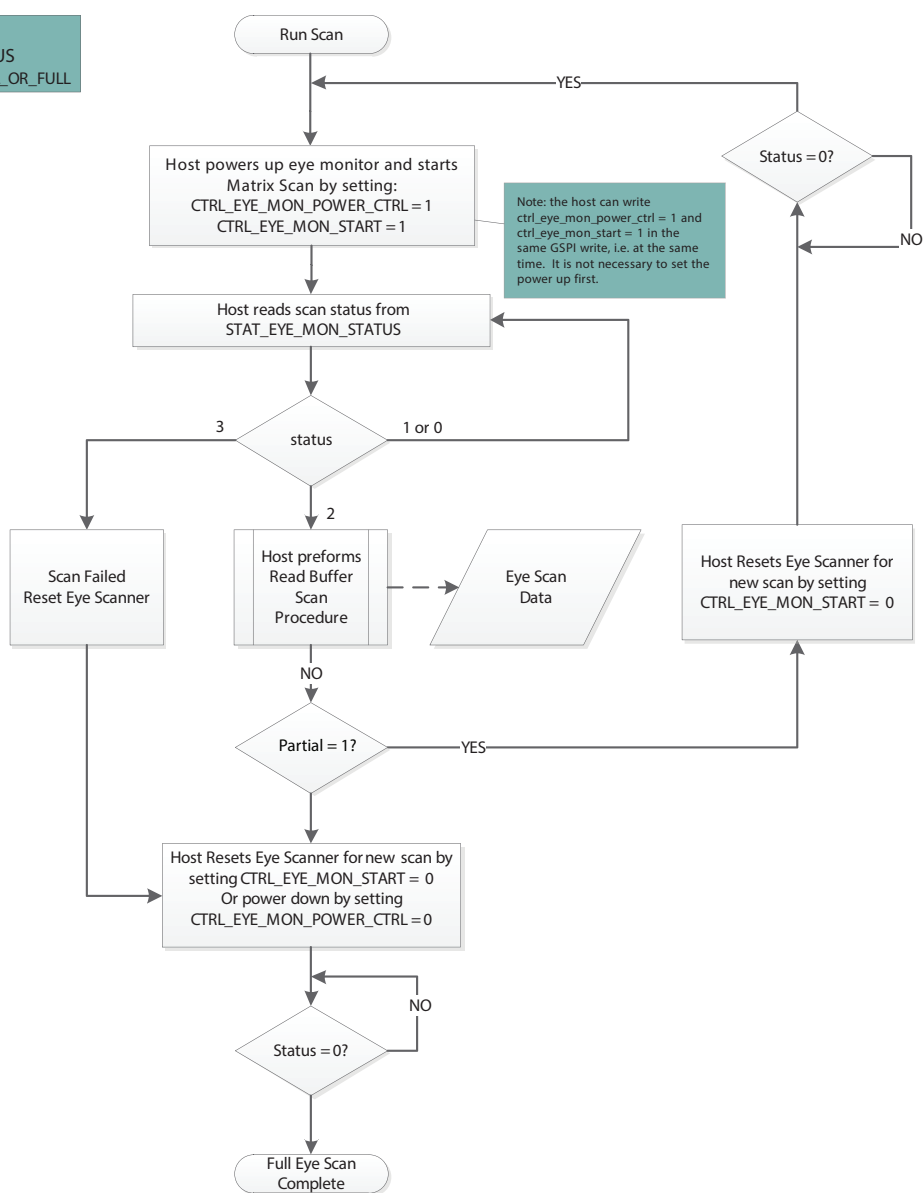 Run Scan
US
_OR_FULL
YES
Status = 0?
NO
Host powers up eye monitor and starts
Matrix Scan by setting:
CTRL_EYE_MON_POWER_CTRL = 1
CTRL_EYE_MON_START = 1
Note: the host can write
ctrl_eye_mon_power_ctrl = 1 and
ctrl_eye_mon_start = 1 in the
same GSPI write, i.e. at the same
time. It is not necessary to set the
power up first.
Host reads scan status from
STAT_EYE_MON_STATUS
3
status
1 or 0
2
Scan Failed
Reset Eye Scanner
Host preforms
Read Buffer
Scan
Procedure
Eye Scan
Data
Host Resets Eye Scanner for
new scan by setting
CTRL_EYE_MON_START = 0
NO
Partial = 1?
YES
Host Resets Eye Scanner for new scan by
setting CTRL_EYE_MON_START = 0
Or power down by setting
CTRL_EYE_MON_POWER_CTRL = 0
NO
Status = 0?
Full Eye Scan
Complete